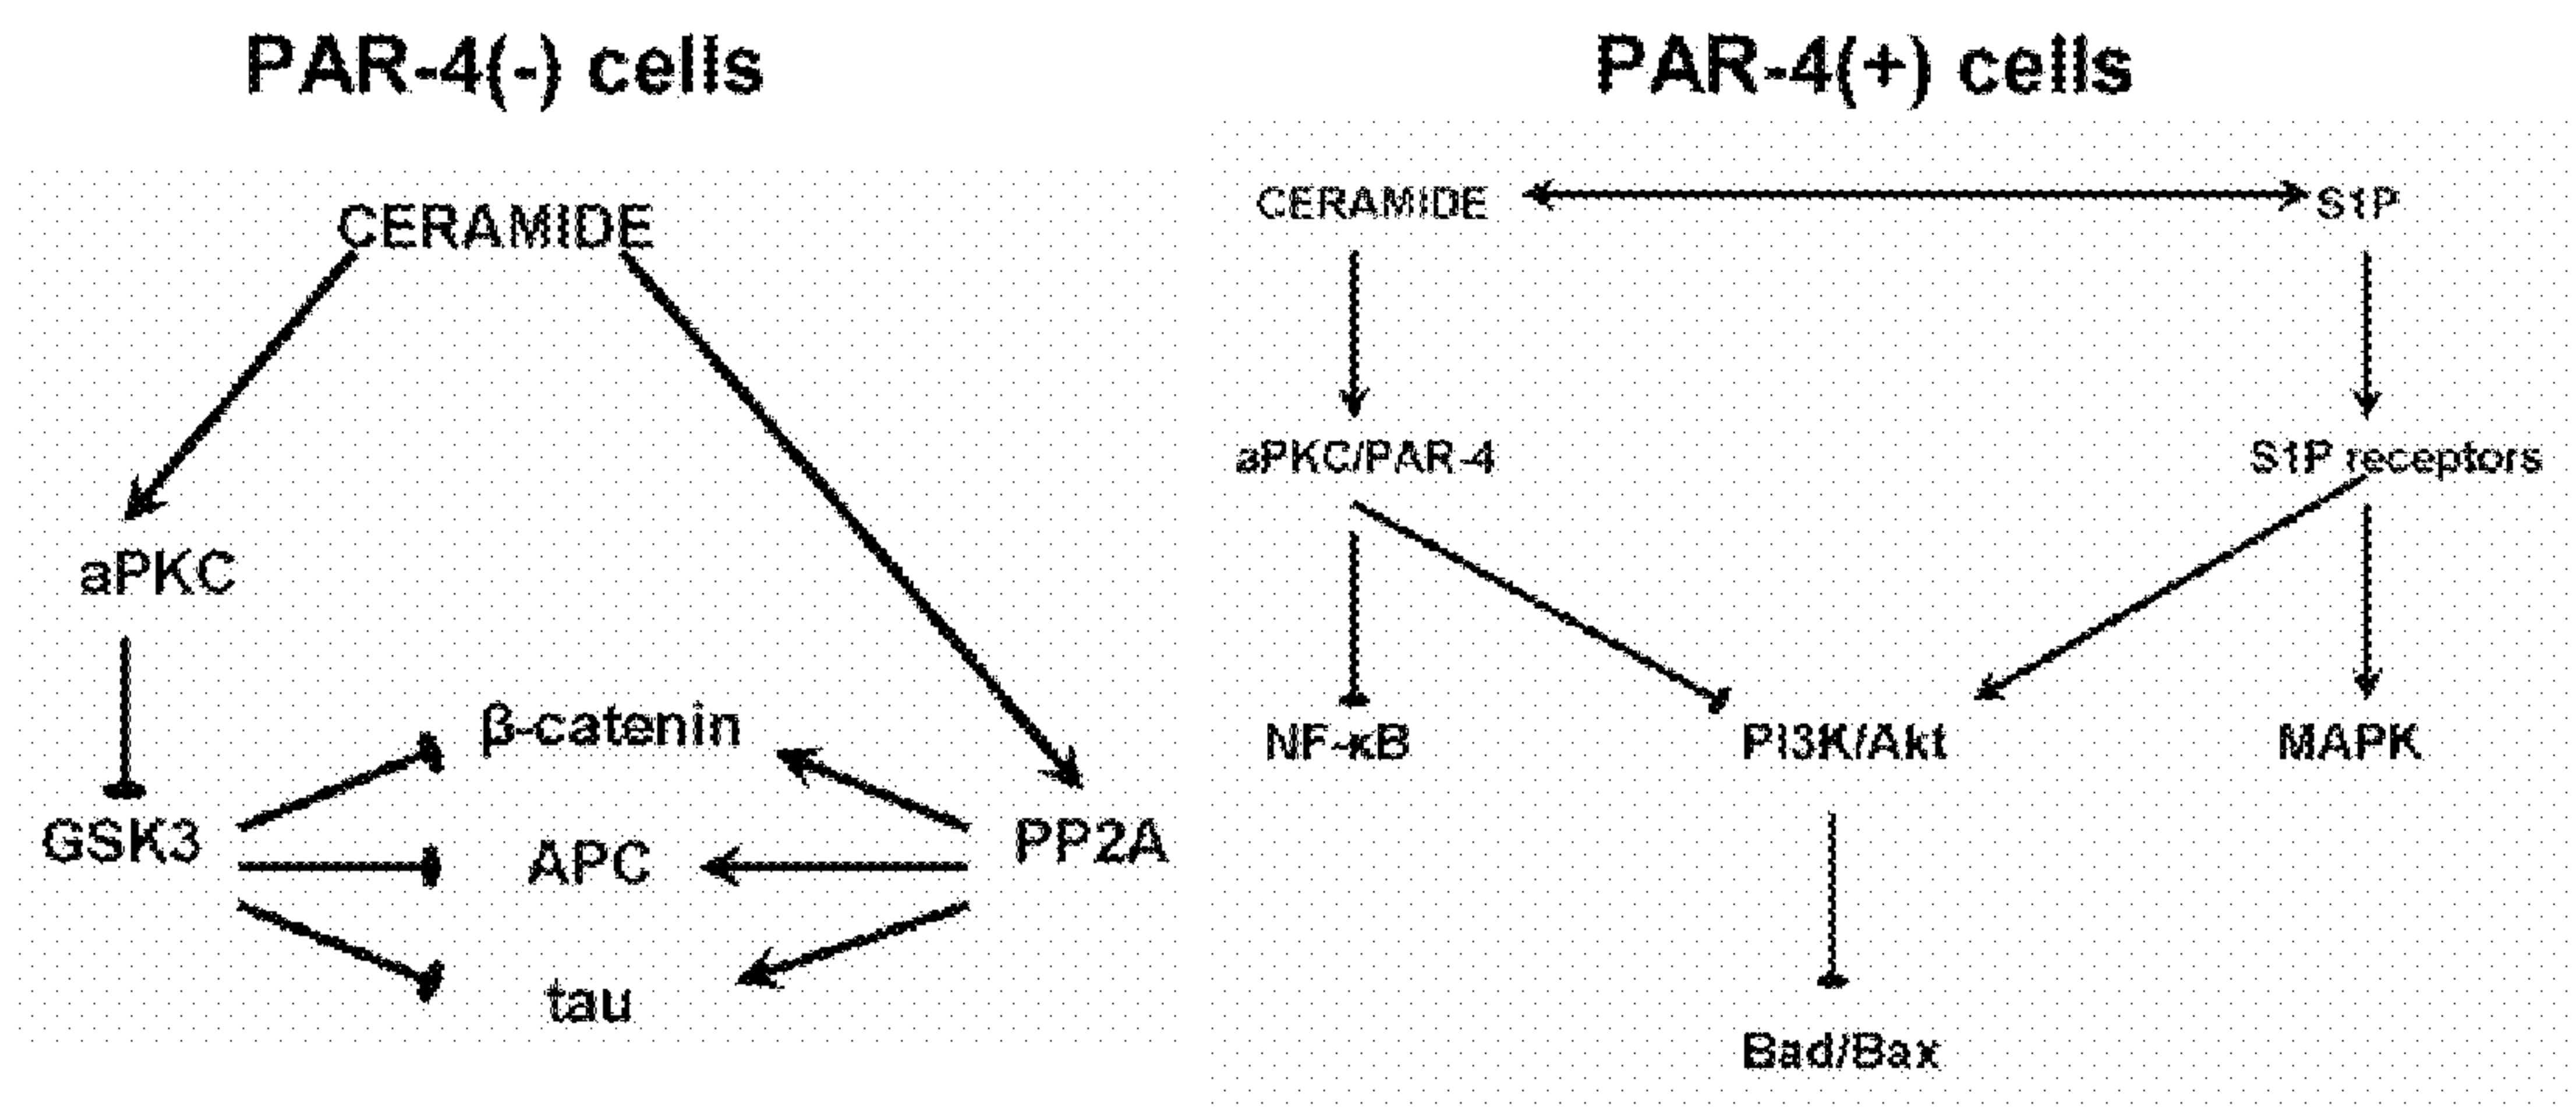 PAR-4(-) cells
CERAMIDE
aPKC
β-catenin
GSK3
APC
PP2A
tau
PAR-4(+) cells
CERAMIDE
S1P
aPKC/PAR-4
S1P receptors
NF-κB
PI3K/Akt
MAPK
Bad/Bax